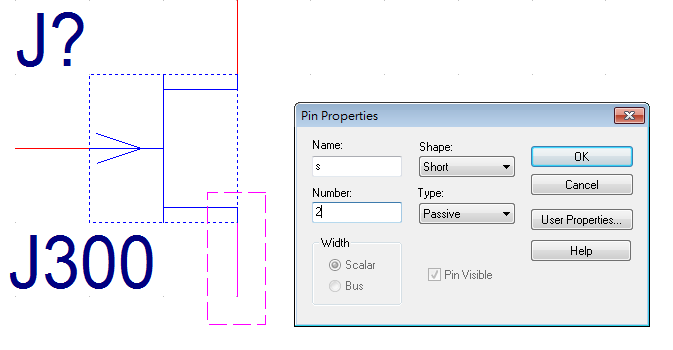 J?
J300
Pin Properties
Name:
s
Shape:
Short
OK
Cancel
Number:
2
Type:
Passive
User Properties...
Width
Scalar
Bus
Pin Visible
Help